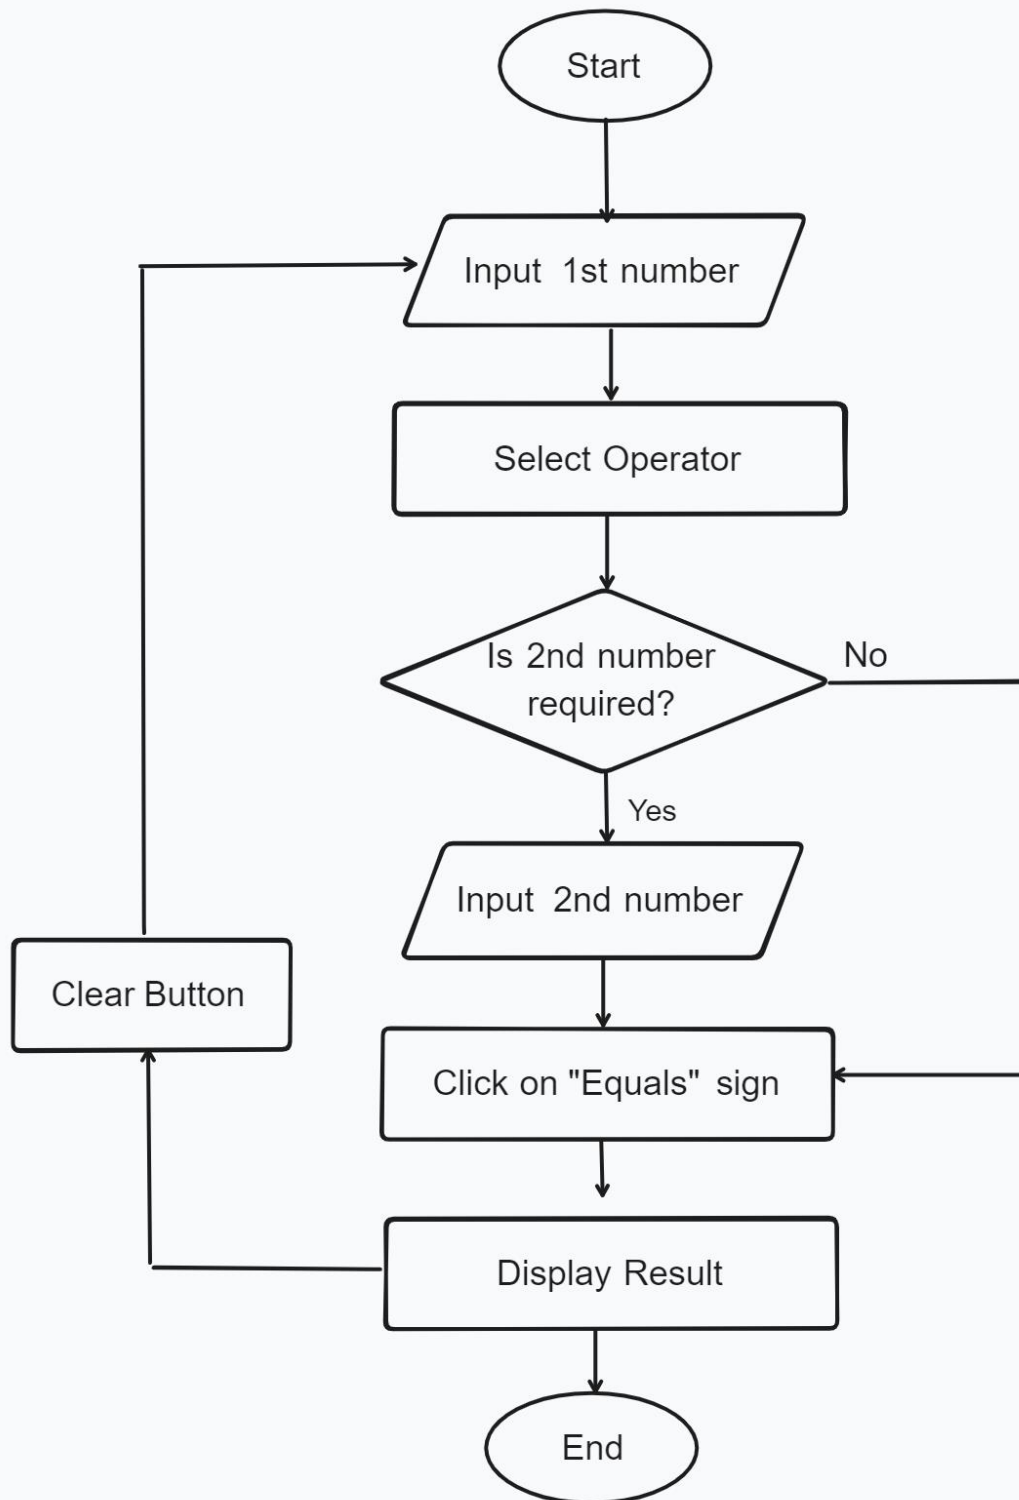 Start
Input 1st number
Select Operator
Is 2nd number
required?
No
Yes
Input 2nd number
Clear Button
Click on "Equals" sign
Display Result
End